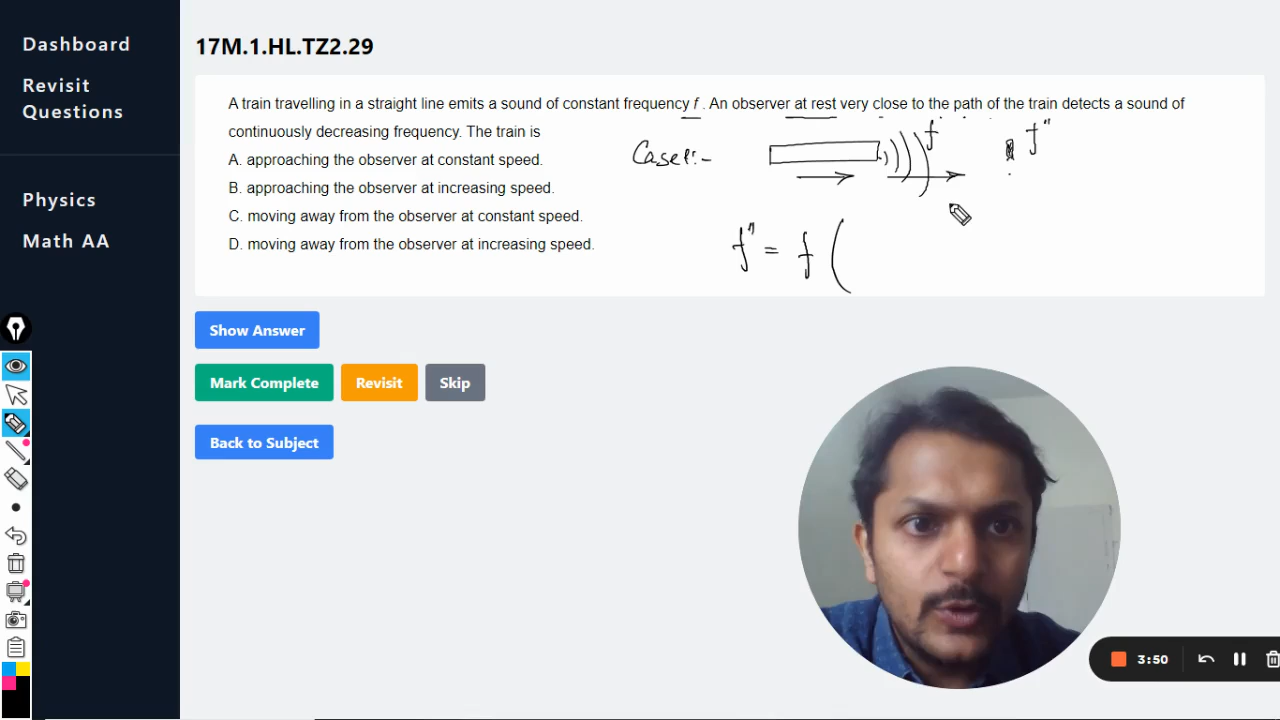 Dashboard
Revisit
Questions
Physics
Math AA
17M.1.HL.TZ2.29
A train travelling in a straight line emits a sound of constant frequency f . An observer at rest very close to the path of the train detects a sound of
continuously decreasing frequency. The train is
A. approaching the observer at constant speed.
B. approaching the observer at increasing speed.
C. moving away from the observer at constant speed.
D. moving away from the observer at increasing speed.
Case1:-
f
f"
f" = f (
Show Answer
Mark Complete
Revisit
Skip
Back to Subject
3:50